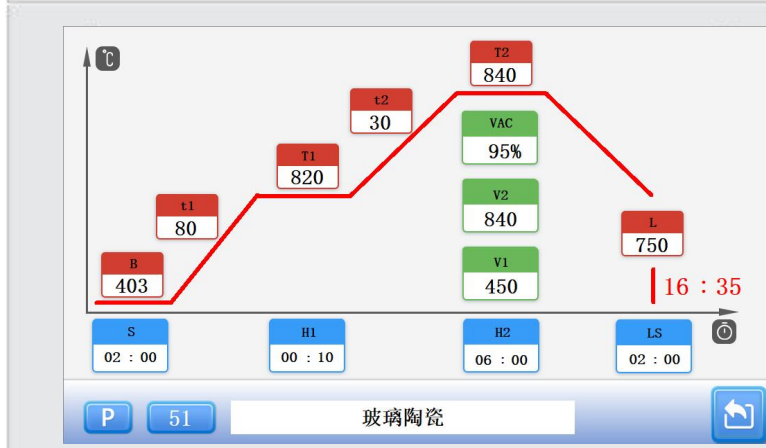 ℃
T2
840
t2
30
VAC
95%
T1
820
V2
840
t1
80
L
750
B
403
V1
450
16 : 35
S
02 : 00
H1
00 : 10
H2
06 : 00
LS
02 : 00
P
51
玻璃陶瓷